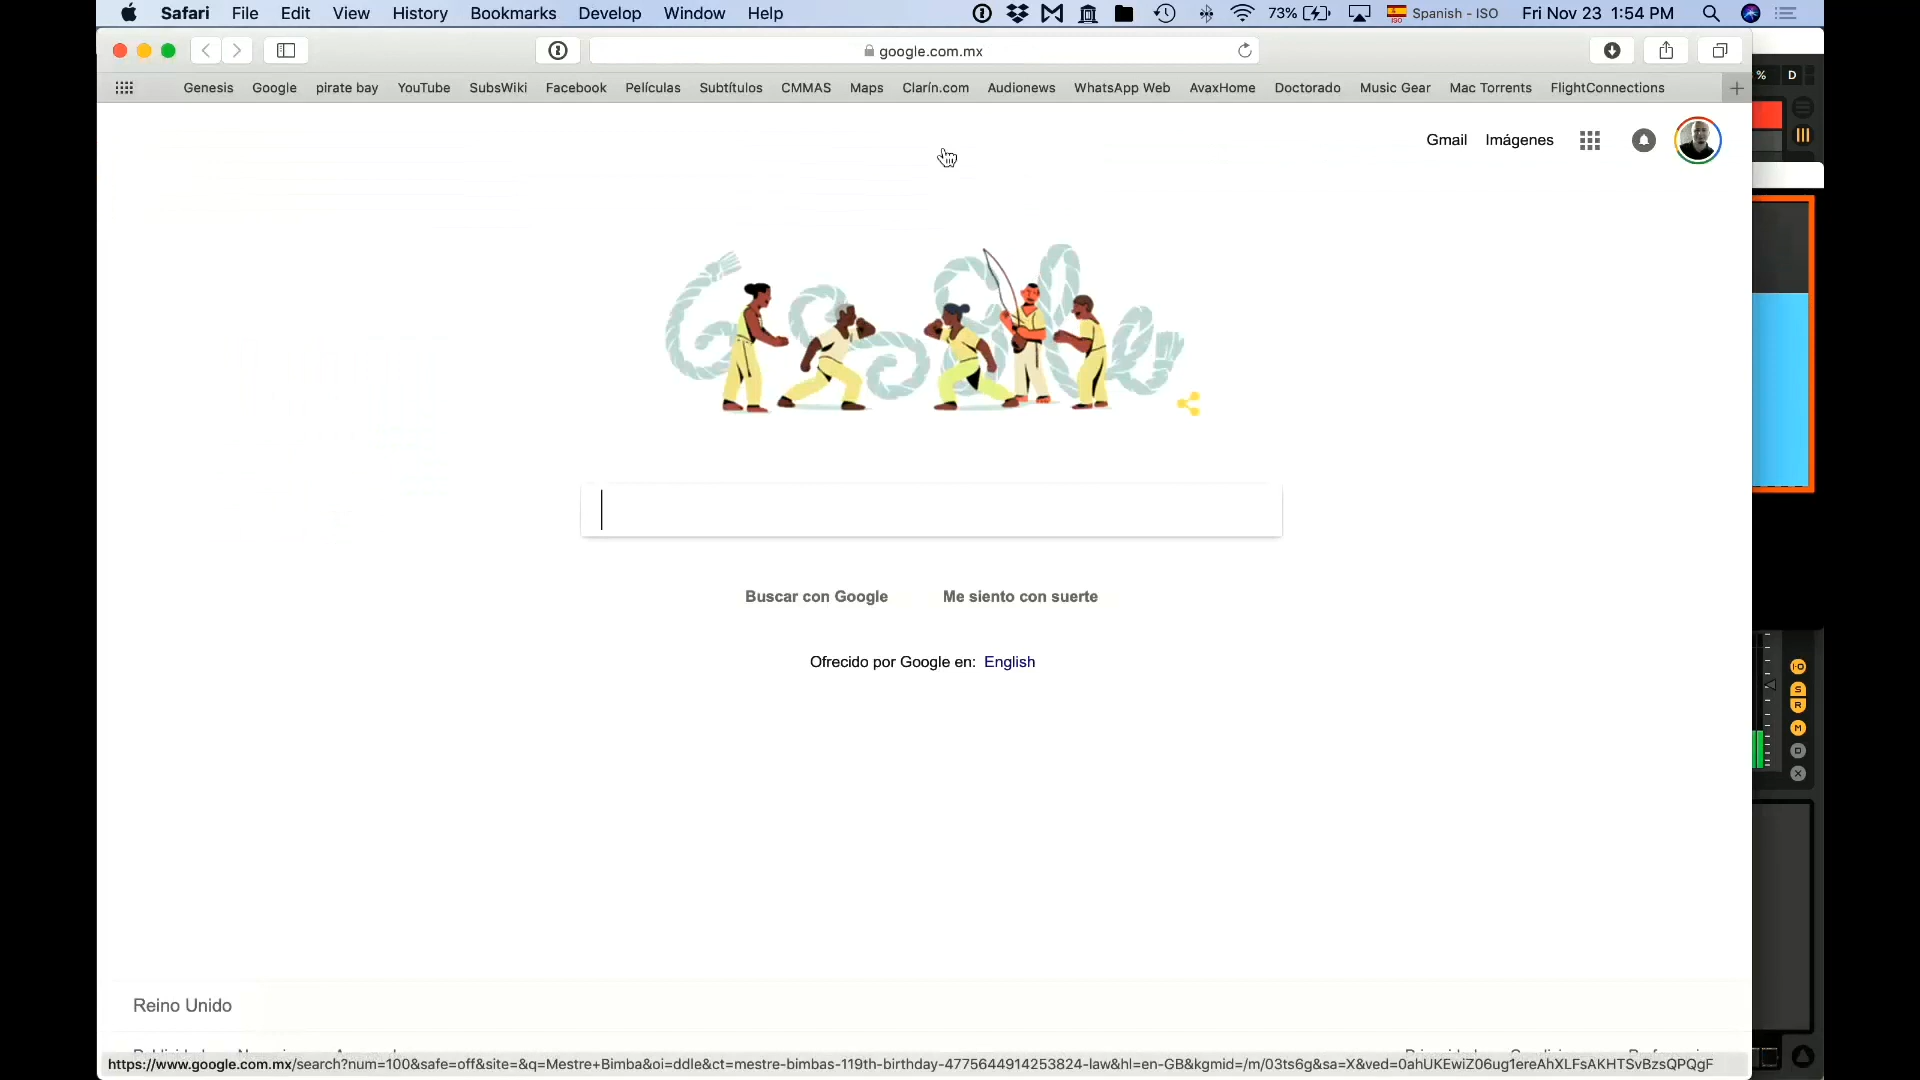 Safari File Edit View History Bookmarks Develop Window Help 73% Spanish - ISO Fri Nov 23 1:54 PM
google.com.mx
Genesis Google pirate bay YouTube SubsWiki Facebook Películas Subtítulos CMMAS Maps Clarín.com Audionews WhatsApp Web AvaxHome Doctorado Music Gear Mac Torrents FlightConnections
% D
Gmail Imágenes
Google
Buscar con Google Me siento con suerte
Ofrecido por Google en: English
I-O
S
R
M
D
X
Reino Unido
https://www.google.com.mx/search?num=100&safe=off&site=&q=Mestre+Bimba&oi=ddle&ct=mestre-bimbas-119th-birthday-4775644914253824-law&hl=en-GB&kgmid=/m/03ts6g&sa=X&ved=0ahUKEwiZ06ug1ereAhXLFsAKHTSvBzsQPQgF